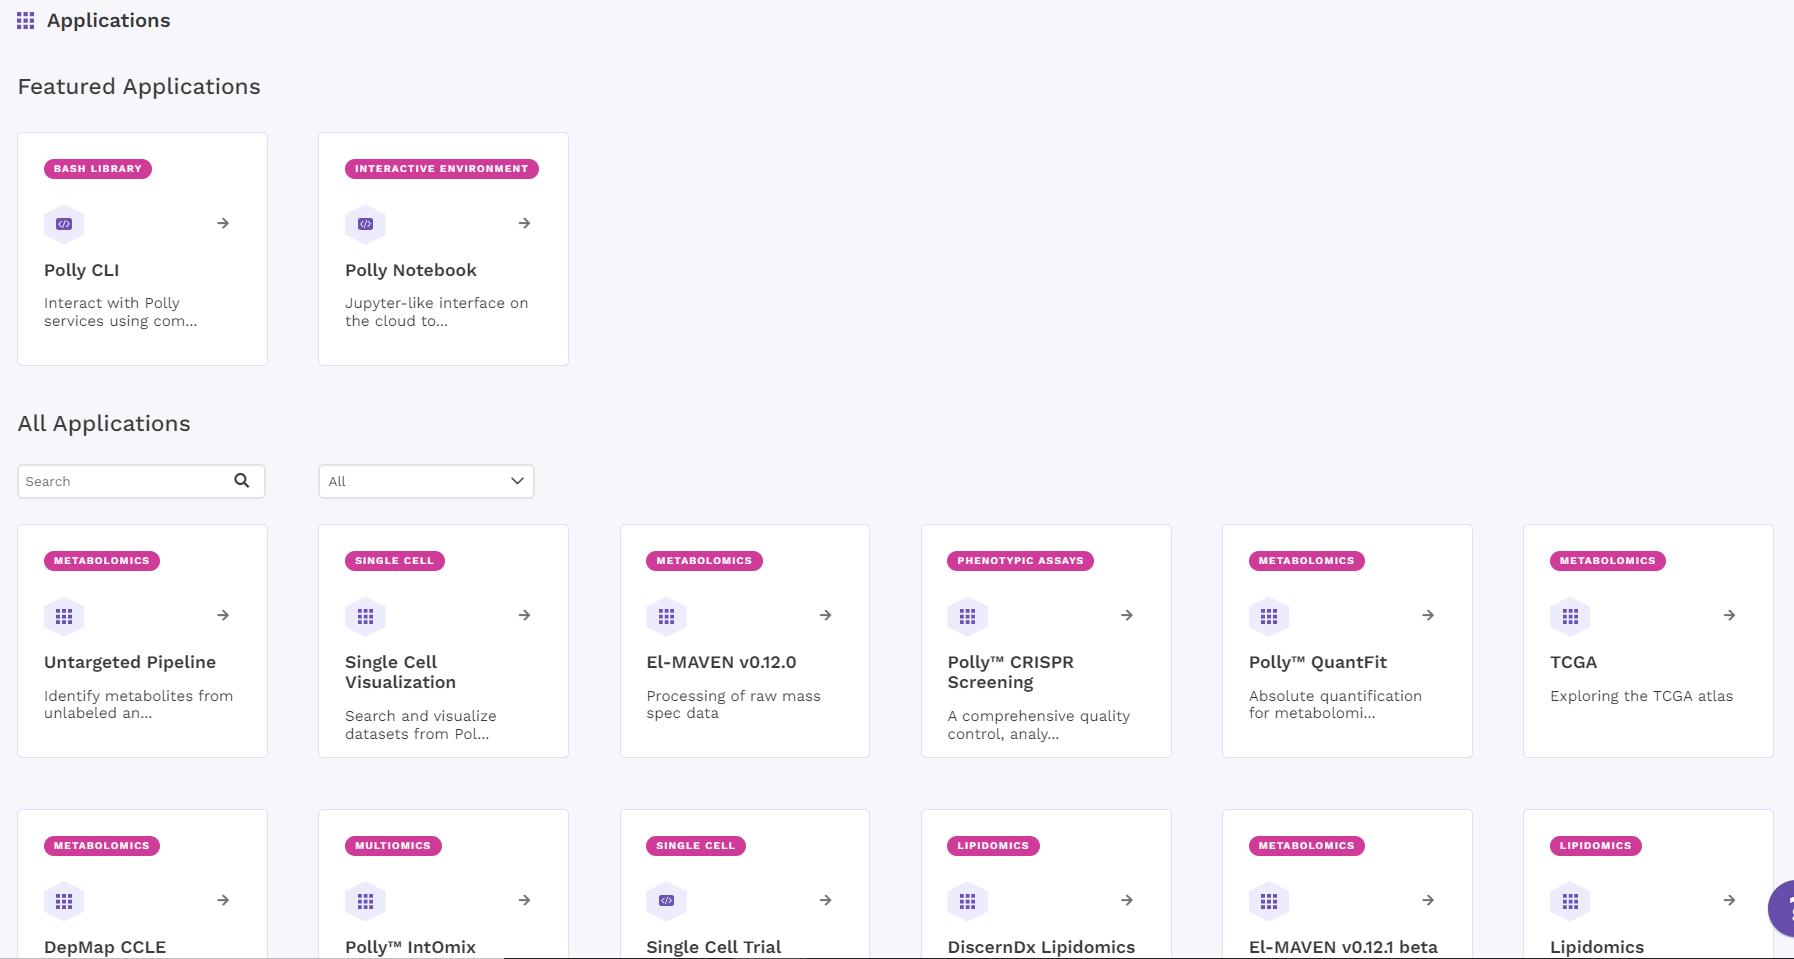 Applications
Featured Applications
BASH LIBRARY
Polly CLI
Interact with Polly
services using com...
INTERACTIVE ENVIRONMENT
Polly Notebook
Jupyter-like interface on
the cloud to...
All Applications
Search
All
METABOLOMICS
Untargeted Pipeline
Identify metabolites from
unlabeled an...
SINGLE CELL
Single Cell
Visualization
Search and visualize
datasets from Pol...
METABOLOMICS
El-MAVEN v0.12.0
Processing of raw mass
spec data
PHENOTYPIC ASSAYS
Polly™ CRISPR
Screening
A comprehensive quality
control, analy...
METABOLOMICS
Polly™ QuantFit
Absolute quantification
for metabolomi...
METABOLOMICS
TCGA
Exploring the TCGA atlas
METABOLOMICS
DepMap CCLE
MULTIOMICS
Polly™ IntOmix
SINGLE CELL
Single Cell Trial
LIPIDOMICS
DiscernDx Lipidomics
METABOLOMICS
El-MAVEN v0.12.1 beta
LIPIDOMICS
Lipidomics
?